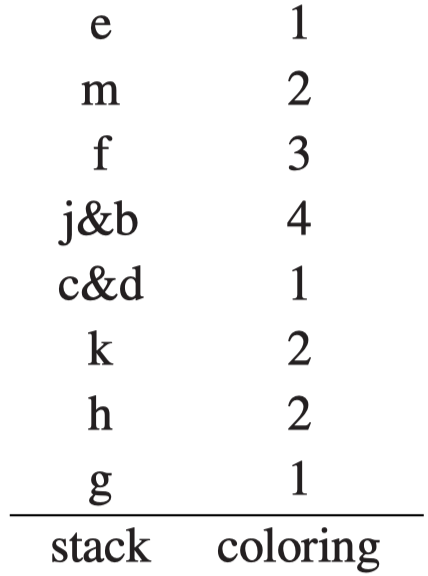 e 1
m 2
f 3
j&b 4
c&d 1
k 2
h 2
g 1
stack coloring